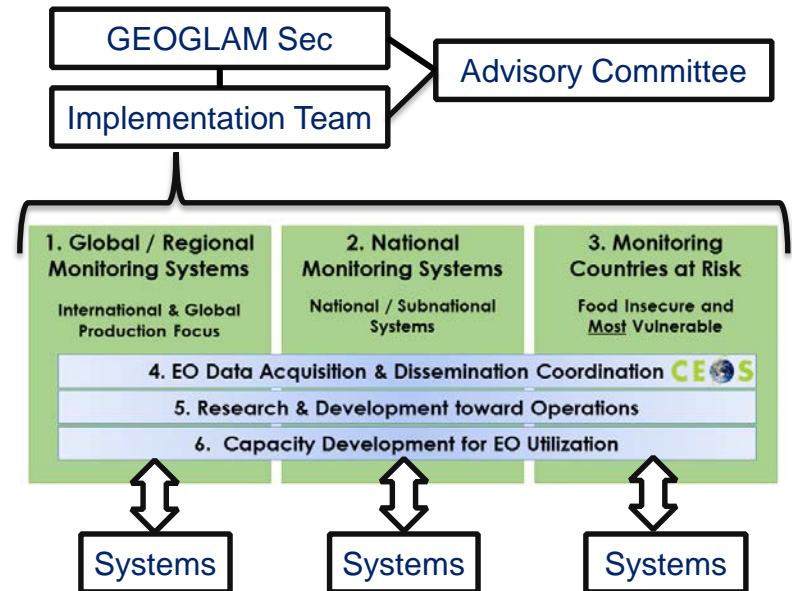 GEOGLAM Sec
Advisory Committee
Implementation Team
1. Global / Regional
Monitoring Systems
International & Global
Production Focus
2. National
Monitoring Systems
National / Subnational
Systems
3. Monitoring
Countries at Risk
Food Insecure and
Most Vulnerable
4. EO Data Acquisition & Dissemination Coordination CEOS
5. Research & Development toward Operations
6. Capacity Development for EO Utilization
Systems
Systems
Systems